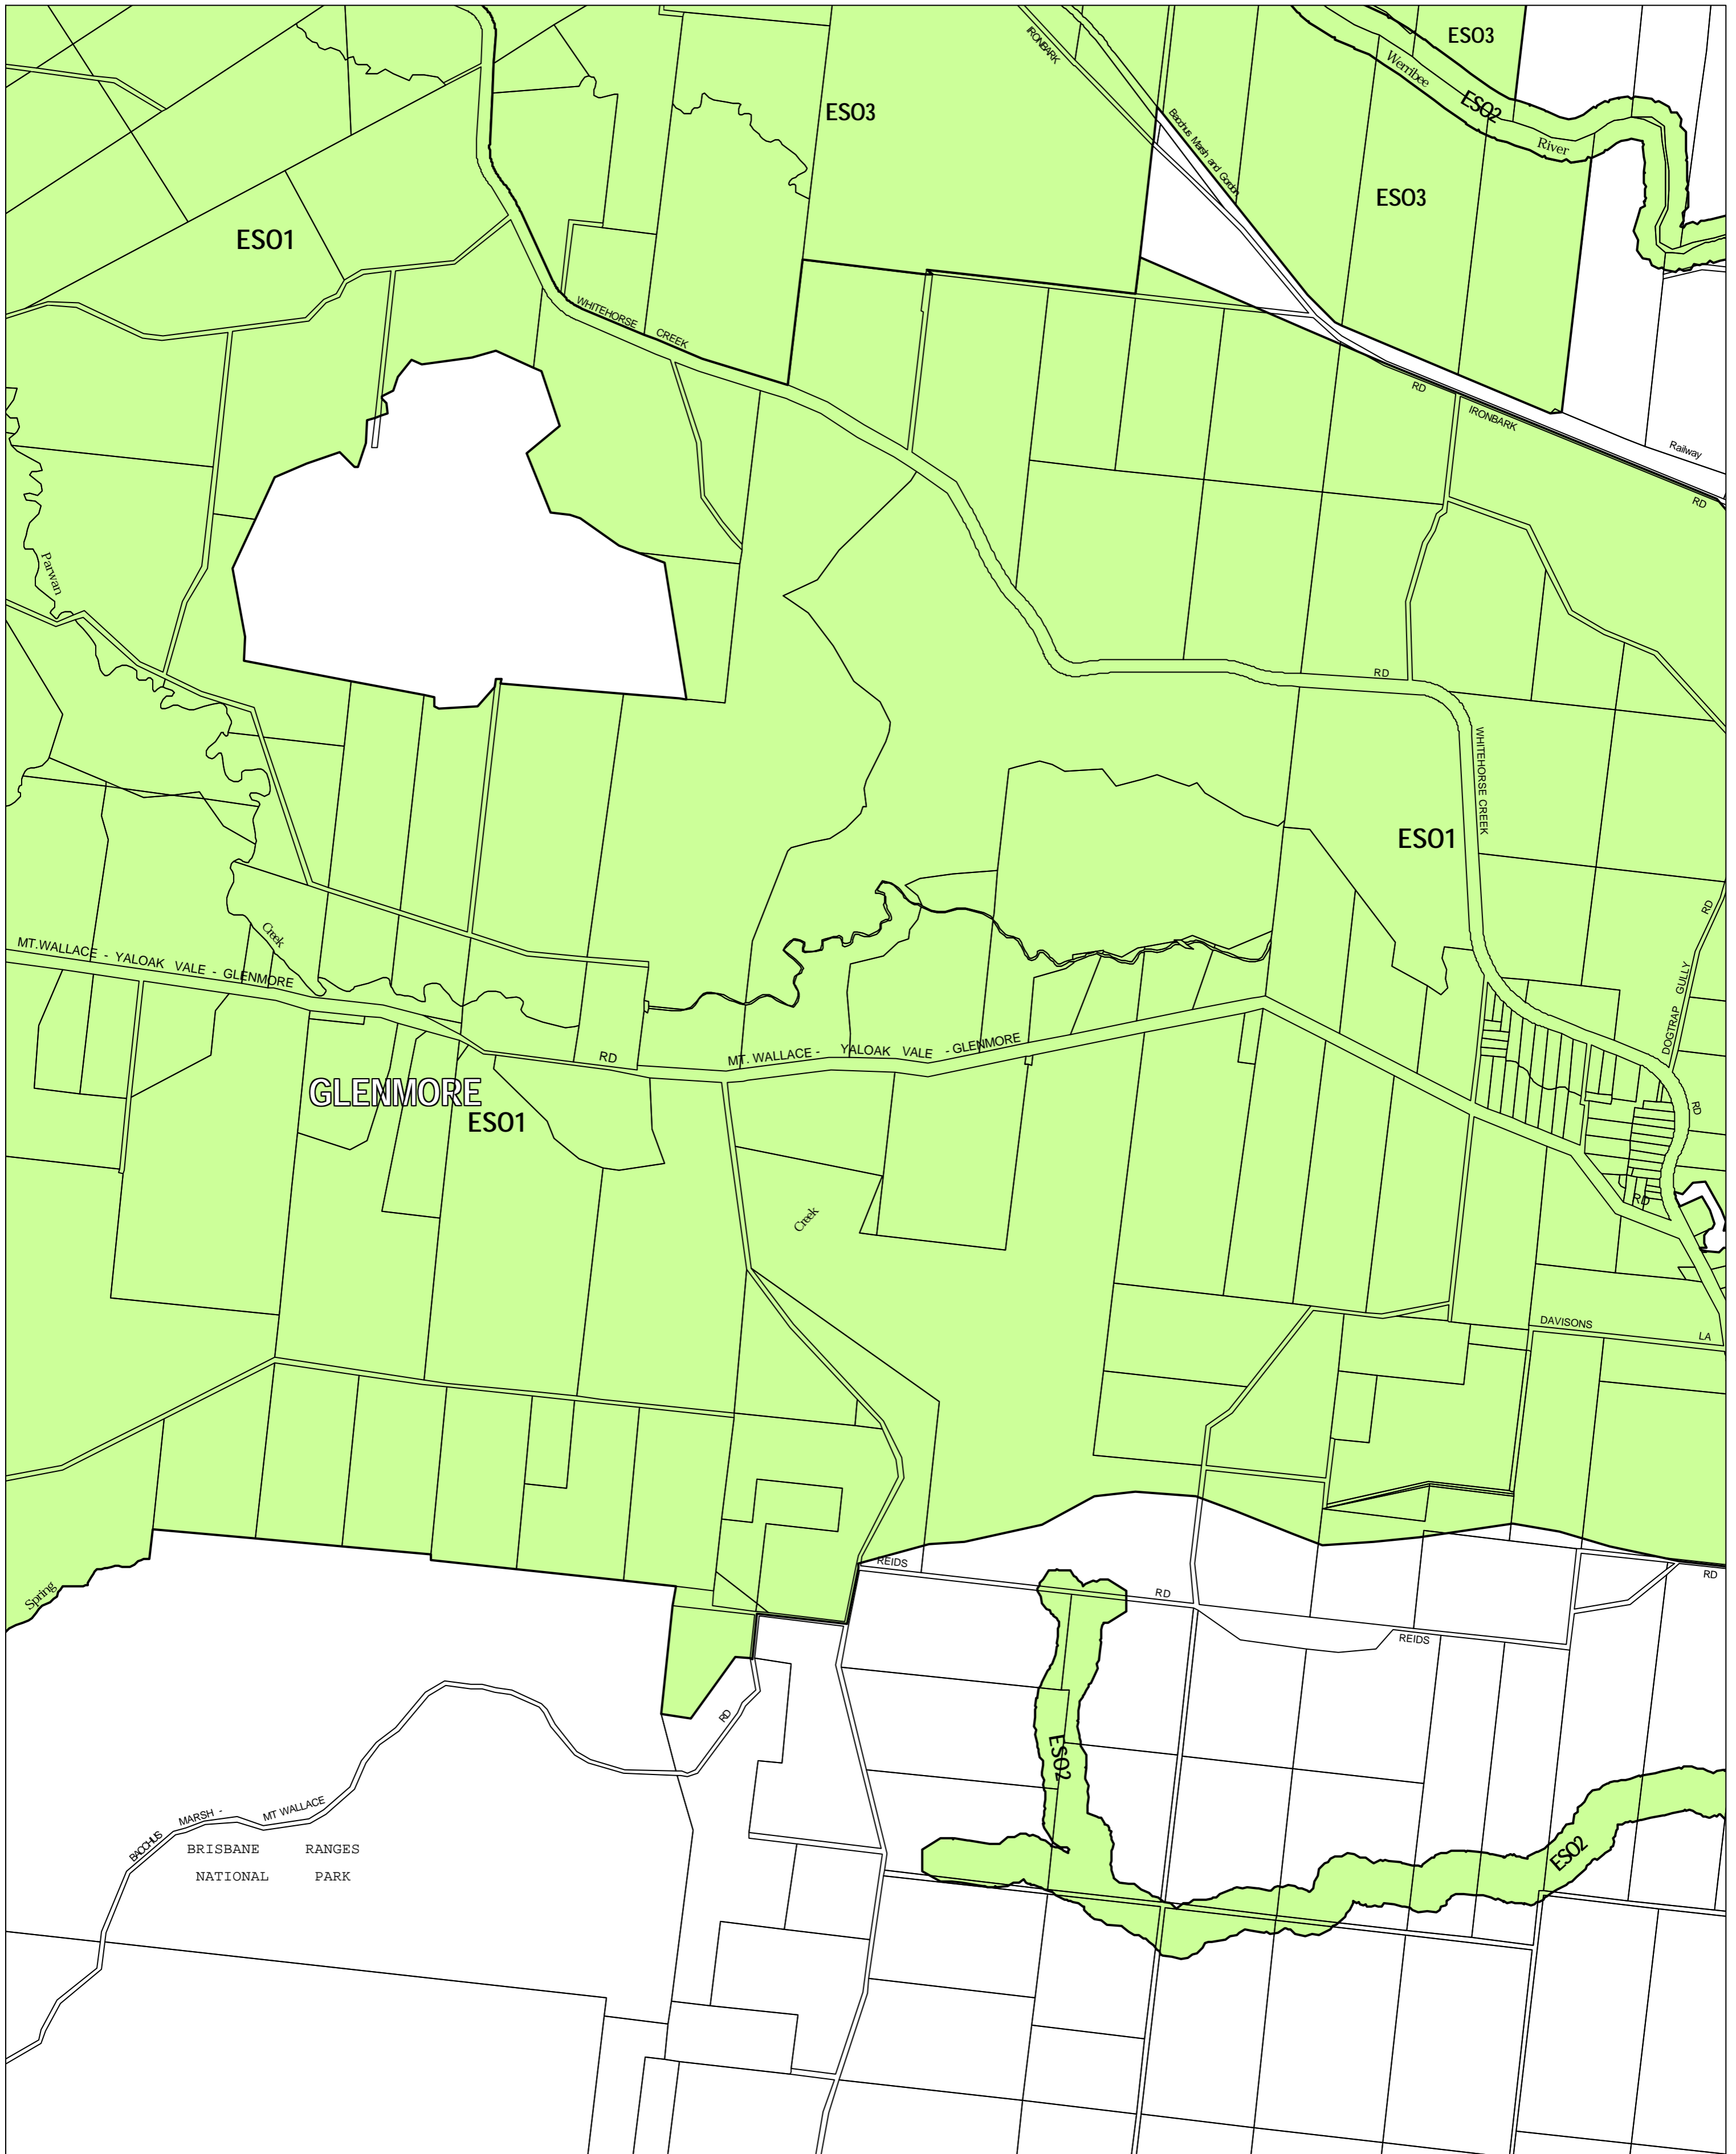 ESO3
IRONBARK
Werribee
ESO2
ESO3
River
Bacchus Marsh and Gordon
ESO3
ESO1
WHITEHORSE CREEK
RD
IRONBARK
Railway
RD
Parwan
RD
WHITEHORSE CREEK
ESO1
RD
Creek
MT.WALLACE - YALOAK VALE - GLENMORE
DOGTRAP GULLY
RD
MT. WALLACE - YALOAK VALE - GLENMORE
GLENMORE
ESO1
RD
RD
Creek
DAVISONS LA
REIDS
RD
RD
Spring
REIDS
RD
ESO2
BACCHUS MARSH - MT WALLACE
BRISBANE RANGES
NATIONAL PARK
ESO2